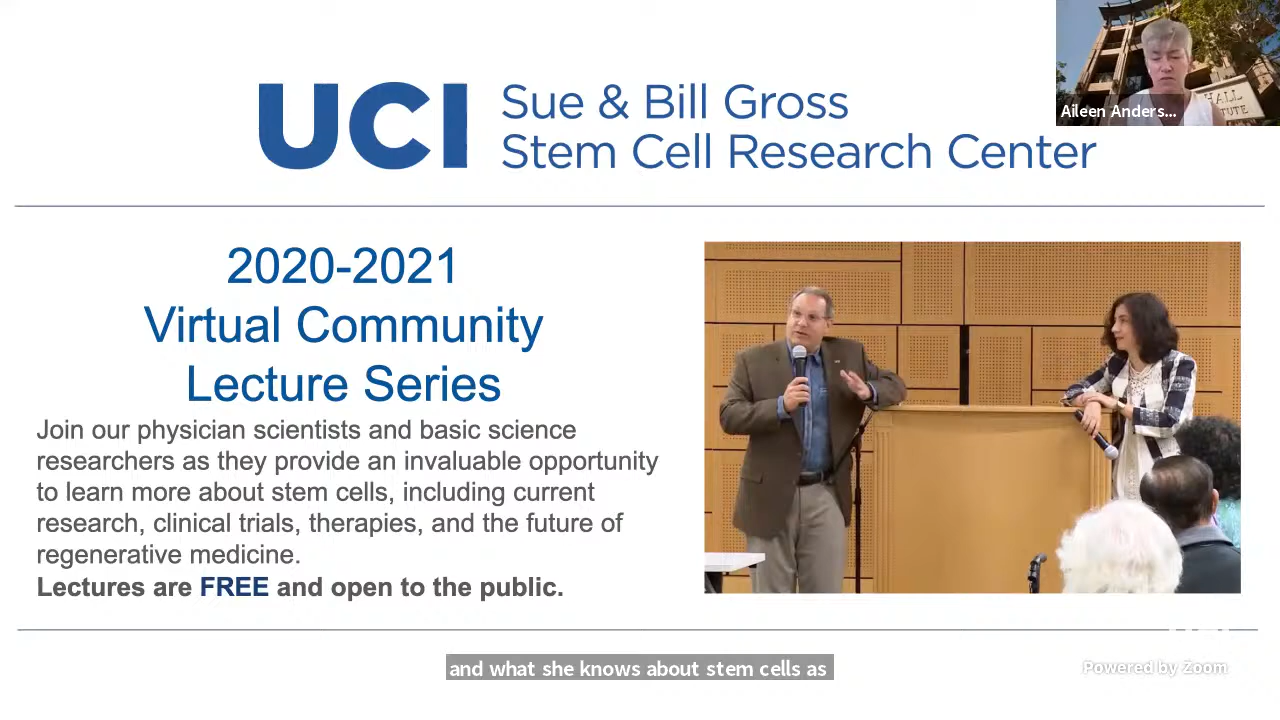 UCI
Sue & Bill Gross
Stem Cell Research Center
Aileen Anders...
HALL
2020-2021
Virtual Community
Lecture Series
Join our physician scientists and basic science
researchers as they provide an invaluable opportunity
to learn more about stem cells, including current
research, clinical trials, therapies, and the future of
regenerative medicine.
Lectures are FREE and open to the public.
and what she knows about stem cells as
Powered by Zoom